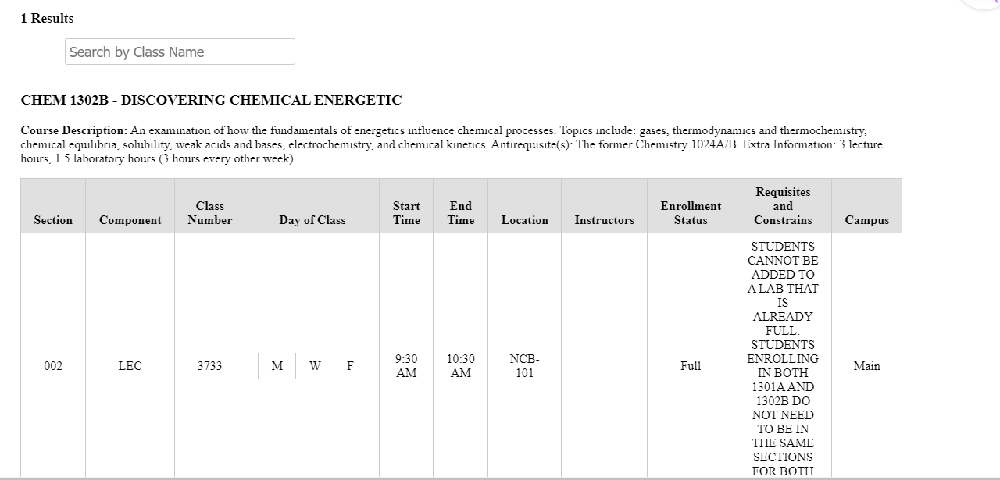 1 Results
Search by Class Name
CHEM 1302B - DISCOVERING CHEMICAL ENERGETIC
Course Description: An examination of how the fundamentals of energetics influence chemical processes. Topics include: gases, thermodynamics and thermochemistry,
chemical equilibria, solubility, weak acids and bases, electrochemistry, and chemical kinetics. Antirequisite(s): The former Chemistry 1024A/B. Extra Information: 3 lecture
hours, 1.5 laboratory hours (3 hours every other week).
Section
Component
Class
Number
Day of Class
Start
Time
End
Time
Location
Instructors
Enrollment
Status
Requisites
and
Constrains
Campus
002
LEC
3733
M W F
9:30
AM
10:30
AM
NCB-
101
Full
STUDENTS
CANNOT BE
ADDED TO
A LAB THAT
IS
ALREADY
FULL.
STUDENTS
ENROLLING
IN BOTH
1301A AND
1302B DO
NOT NEED
TO BE IN
THE SAME
SECTIONS
FOR BOTH
Main